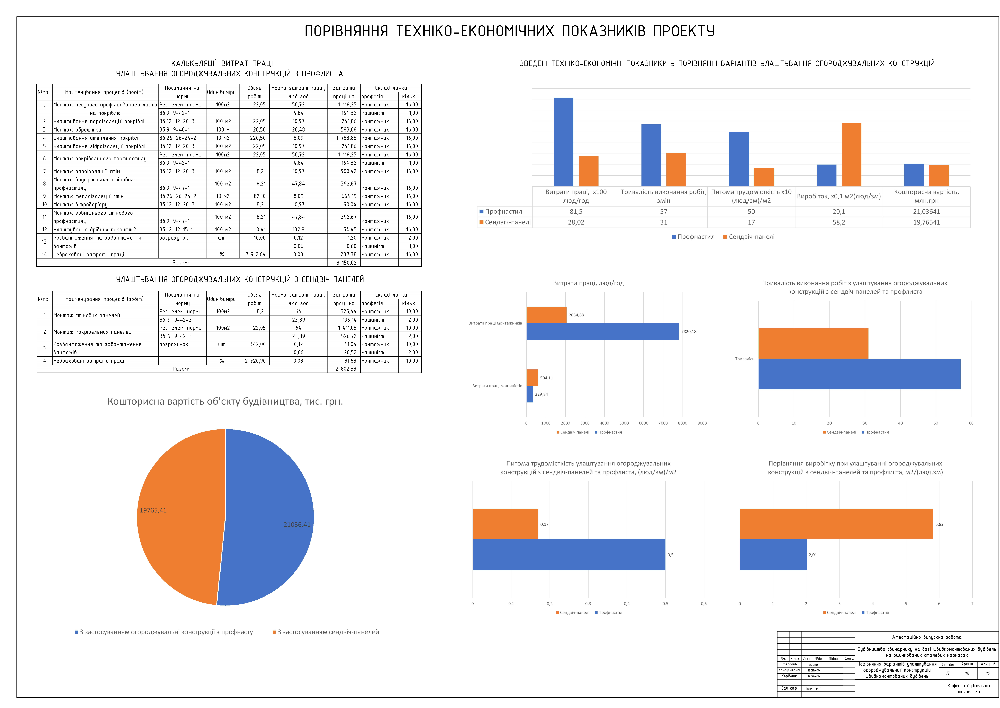 ПОРІВНЯННЯ ТЕХНІКО-ЕКОНОМІЧНИХ ПОКАЗНИКІВ ПРОЕКТУ
КАЛЬКУЛЯЦІЇ ВИТРАТ ПРАЦІ
УЛАШТУВАННЯ ОГОРОДЖУВАЛЬНИХ КОНСТРУКЦІЙ З ПРОФЛИСТА
№пр Найменування процесів (робіт) Посилання на норму Один.виміру Обсяг робіт Норма затрат праці, люд год Затрати праці на Склад ланки
професія кільк.
1 Монтаж несучого профільованого листа на покрівлю Рес. елем. норми 100м2 22,05 50,72 1 118,25 монтажник 16,00
Зб.9. 9-42-1 4,84 164,32 машиніст 1,00
2 Улаштування пароізоляції покрівлі Зб.12. 12-20-3 100 м2 22,05 10,97 241,86 монтажник 16,00
3 Монтаж обрешітки Зб.9. 9-40-1 100 м 28,50 20,48 583,68 монтажник 16,00
4 Улаштування утеплення покрівлі Зб.26. 26-24-2 10 м2 220,50 8,09 1 783,85 монтажник 16,00
5 Улаштування гідроізоляції покрівлі Зб.12. 12-20-3 100 м2 22,05 10,97 241,86 монтажник 16,00
6 Монтаж покрівельного профнастилу Рес. елем. норми 100м2 22,05 50,72 1 118,25 монтажник 16,00
Зб.9. 9-42-1 4,84 164,32 машиніст 1,00
7 Монтаж пароізоляції стін Зб.12. 12-20-3 100 м2 8,21 10,97 900,42 монтажник 16,00
8 Монтаж внутрішнього стінового профнастилу Зб.9. 9-47-1 100 м2 8,21 47,84 392,67 монтажник 16,00
9 Монтаж теплоізоляції стін Зб.26. 26-24-2 10 м2 82,10 8,09 664,19 монтажник 16,00
10 Монтаж вітробар'єру Зб.12. 12-20-3 100 м2 8,21 10,97 90,04 монтажник 16,00
11 Монтаж зовнішнього стінового профнастилу Зб.9. 9-47-1 100 м2 8,21 47,84 392,67 монтажник 16,00
12 Улаштування дрібних покриттів Зб.12. 12-15-1 100 м2 0,41 132,8 54,45 монтажник 16,00
13 Розвантаження та завантаження вантажів розрахунок шт 10,00 0,12 1,20 монтажник 2,00
0,06 0,60 машиніст 1,00
14 Невраховані затрати праці % 7 912,64 0,03 237,38 монтажник 16,00
Разом: 8 150,02
УЛАШТУВАННЯ ОГОРОДЖУВАЛЬНИХ КОНСТРУКЦІЙ З СЕНДВІЧ ПАНЕЛЕЙ
№пр Найменування процесів (робіт) Посилання на норму Один.виміру Обсяг робіт Норма затрат праці, люд год Затрати праці на Склад ланки
професія кільк.
1 Монтаж стінових панелей Рес. елем. норми 100м2 8,21 64 525,44 монтажник 10,00
Зб 9. 9-42-3 23,89 196,14 машиніст 2,00
2 Монтаж покрівельних панелей Рес. елем. норми 100м2 22,05 64 1 411,05 монтажник 10,00
Зб 9. 9-42-3 23,89 526,72 машиніст 2,00
3 Розвантаження та завантаження вантажів розрахунок шт 342,00 0,12 41,04 монтажник 10,00
0,06 20,52 машиніст 2,00
4 Невраховані затрати праці % 2 720,90 0,03 81,63 монтажник 10,00
Разом: 2 802,53
Кошторисна вартість об'єкту будівництва, тис. грн.
19765,41
21036,41
З застосуванням огороджувальні конструкції з профнасту З застосуванням сендвіч-панелей
ЗВЕДЕНІ ТЕХНІКО-ЕКОНОМІЧНІ ПОКАЗНИКИ У ПОРІВНЯННІ ВАРІАНТІВ УЛАШТУВАННЯ ОГОРОДЖУВАЛЬНИХ КОНСТРУКЦІЙ
Витрати праці, х100 люд/год Тривалість виконання робіт, змін Питома трудомісткість х10 (люд/зм)/м2 Виробіток, х0,1 м2(люд/зм) Кошторисна вартість, млн.грн
Профнастил 81,5 57 50 20,1 21,03641
Сендвіч-панелі 28,02 31 17 58,2 19,76541
Профнастил Сендвіч-панелі
Витрати праці, люд/год
2054,68
Витрати праці монтажників
7820,18
594,11
Витрати праці машиністів
329,84
0 1000 2000 3000 4000 5000 6000 7000 8000 9000
Сендвіч панелі Профнастил
Тривалість виконання робіт з улаштування огороджувальних
конструкцій з сендвіч-панелей та профлиста
Тривалісь
0 10 20 30 40 50 60
Сендвіч-панелі Профнастил
Питома трудомісткість улаштування огороджувальних
конструкцій з сендвіч-панелей та профлиста, (люд/зм)/м2
0,17
0,5
0 0,1 0,2 0,3 0,4 0,5 0,6
Сендвіч-панелі Профнастил
Порівняння виробітку при улаштуванні огороджувальних
конструкцій з сендвіч-панелей та профлиста, м2/(люд.зм)
5,82
2,01
0 1 2 3 4 5 6 7
Сендвіч-панелі Профнастил
Атестаційно-випускна робота
Будівництво свинарнику на базі швидкомонтованих будівель
на оцинкованих сталевих каркасах
Зм. Кільк. Лист №док Підпис Дата
Розробив Бойко
Консультант Чертков
Керівник Чертков
Зав каф Тонкачеєв
Порівняння варіантів улаштування
огороджувальниї конструкцій
швидкомонтованих будівель
Стадія Аркуш Аркушів
П 10 12
Кафедра будівельних
технологій